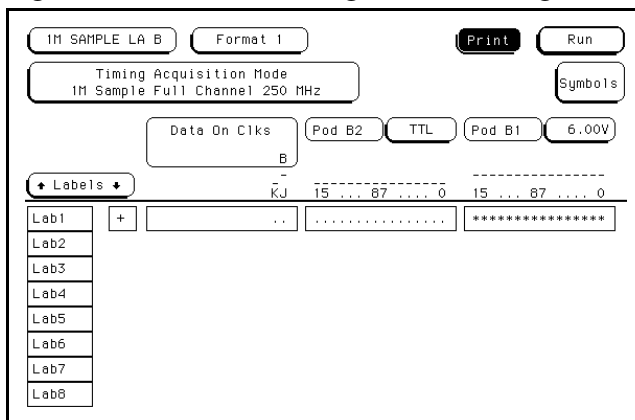 1M SAMPLE LA B Format 1 Print Run
Timing Acquisition Mode
1M Sample Full Channel 250 MHz
Symbols
Data On Clks Pod B2 TTL Pod B1 6.00V
B
↑ Labels ↓ KJ 15 ... 87 .... 0 15 ... 87 .... 0
Lab1 + .. ................ ****************
Lab2
Lab3
Lab4
Lab5
Lab6
Lab7
Lab8